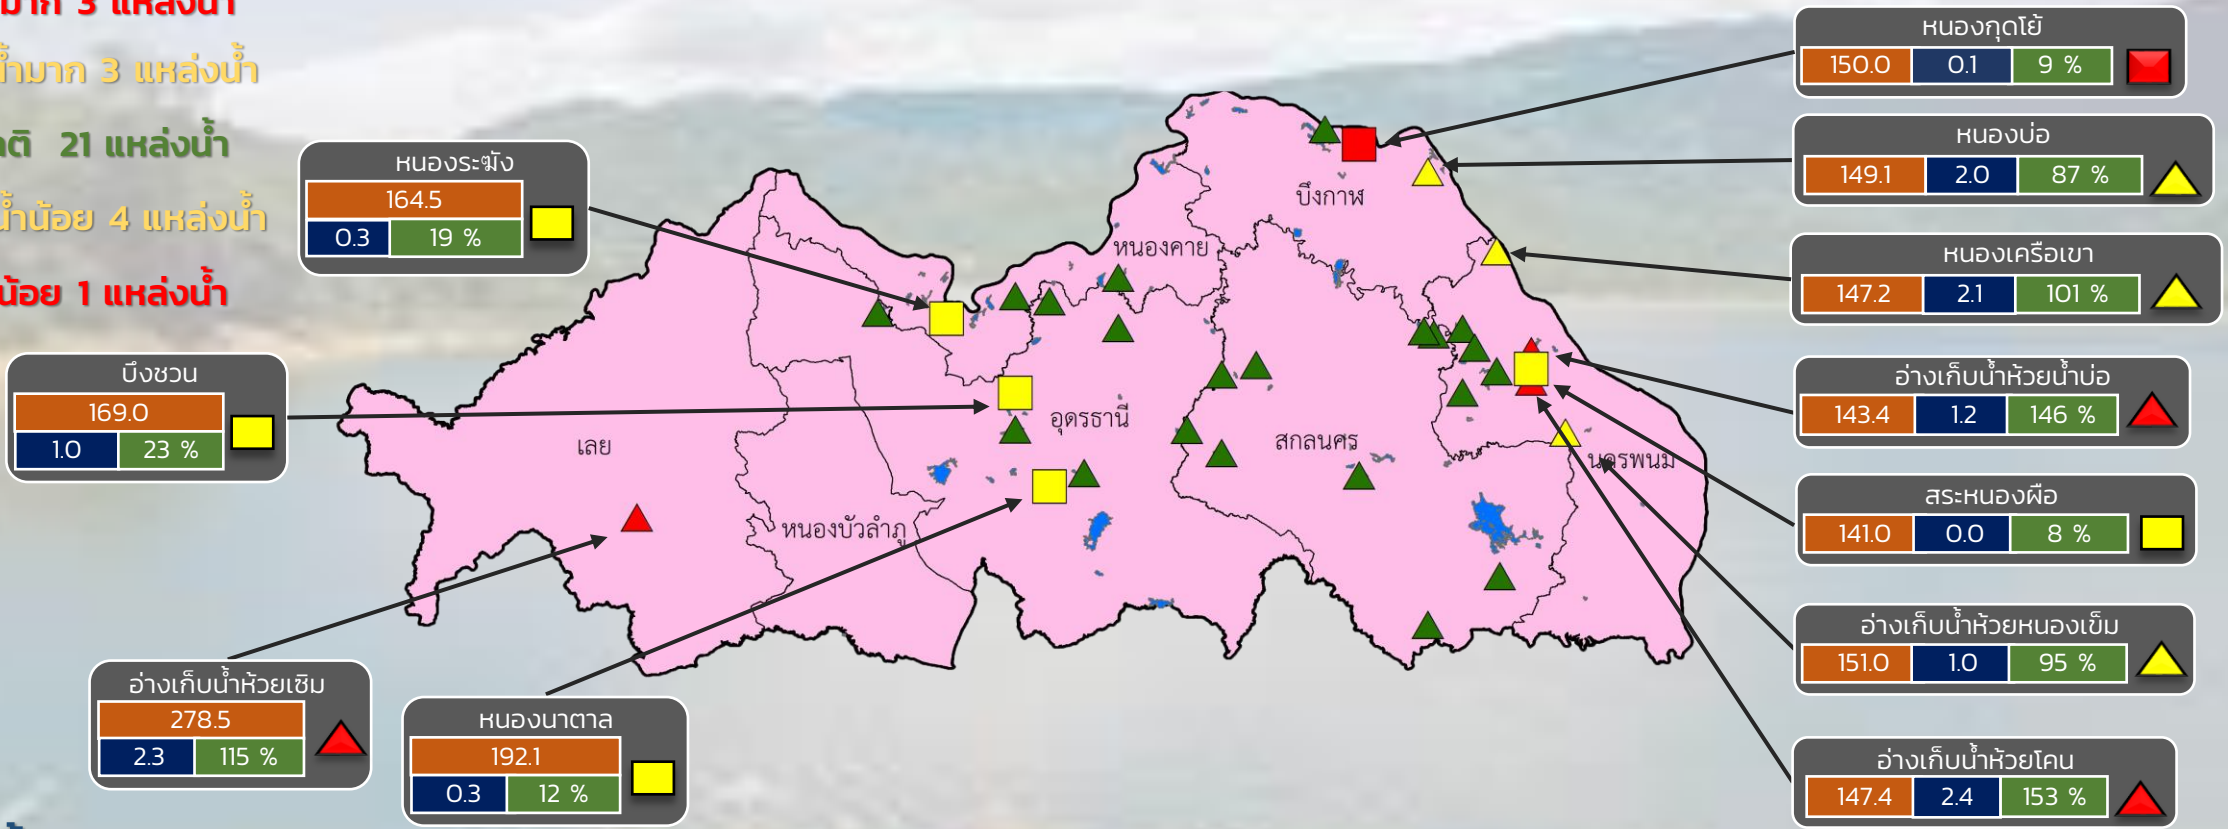 มาก 3 แหล่งน้ำ
น้ำมาก 3 แหล่งน้ำ
21 แหล่งน้ำ
น้ำน้อย 4 แหล่งน้ำ
น้อย 1 แหล่งน้ำ
หนองระฆัง
164.5
0.3 19 %
บึงชวน
169.0
1.0 23 %
อ่างเก็บน้ำห้วยเซิม
278.5
2.3 115 %
หนองนาตาล
192.1
0.3 12 %
บึงกาฬ
หนองคาย
อุดรธานี
เลย
สกลนคร
นครพนม
หนองบัวลำภู
หนองกุดโย้
150.0 0.1 9 %
หนองบ่อ
149.1 2.0 87 %
หนองเครือเขา
147.2 2.1 101 %
อ่างเก็บน้ำห้วยน้ำบ่อ
143.4 1.2 146 %
สระหนองผือ
141.0 0.0 8 %
อ่างเก็บน้ำห้วยหนองเข็ม
151.0 1.0 95 %
อ่างเก็บน้ำห้วยโคน
147.4 2.4 153 %